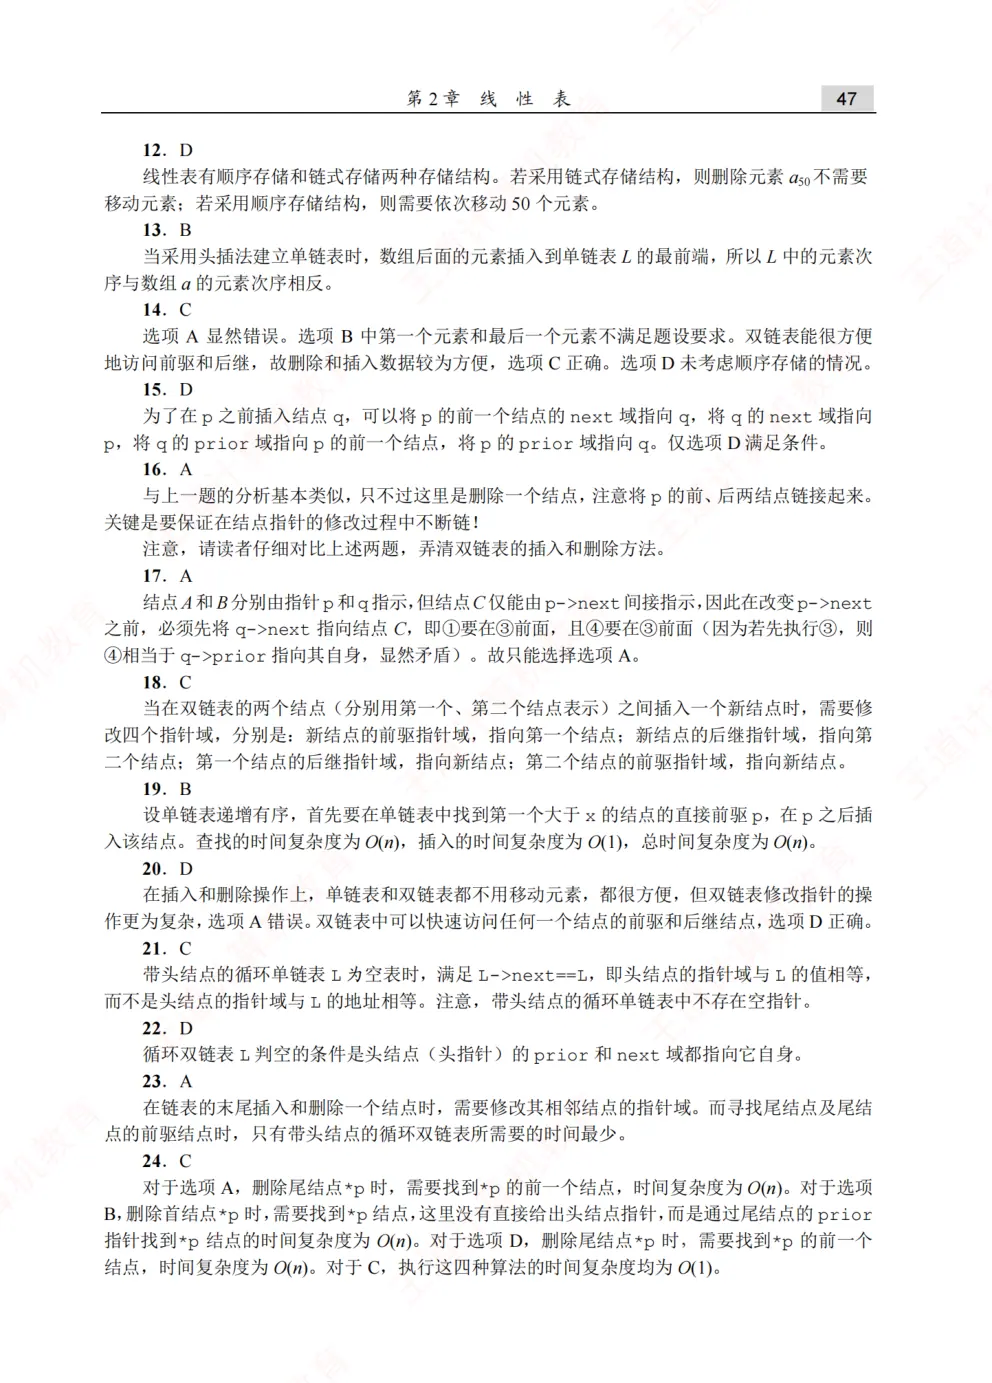 第2章 线 性 表 47
12. D
线性表有顺序存储和链式存储两种存储结构。若采用链式存储结构，则删除元素 a50 不需要
移动元素；若采用顺序存储结构，则需要依次移动 50 个元素。
13. B
当采用头插法建立单链表时，数组后面的元素插入到单链表 L 的最前端，所以 L 中的元素次
序与数组 a 的元素次序相反。
14. C
选项 A 显然错误。选项 B 中第一个元素和最后一个元素不满足题设要求。双链表能很方便
地访问前驱和后继，故删除和插入数据较为方便，选项 C 正确。选项 D 未考虑顺序存储的情况。
15. D
为了在 p 之前插入结点 q，可以将 p 的前一个结点的 next 域指向 q，将 q 的 next 域指向
p，将 q 的 prior 域指向 p 的前一个结点，将 p 的 prior 域指向 q。仅选项 D 满足条件。
16. A
与上一题的分析基本类似，只不过这里是删除一个结点，注意将 p 的前、后两结点链接起来。
关键是要保证在结点指针的修改过程中不断链！
注意，请读者仔细对比上述两题，弄清双链表的插入和删除方法。
17. A
结点 A 和 B 分别由指针 p 和 q 指示，但结点 C 仅能由 p->next 间接指示，因此在改变 p->next
之前，必须先将 q->next 指向结点 C，即①要在③前面，且④要在③前面（因为若先执行③，则
④相当于 q->prior 指向其自身，显然矛盾）。故只能选择选项 A。
18. C
当在双链表的两个结点（分别用第一个、第二个结点表示）之间插入一个新结点时，需要修
改四个指针域，分别是：新结点的前驱指针域，指向第一个结点；新结点的后继指针域，指向第
二个结点；第一个结点的后继指针域，指向新结点；第二个结点的前驱指针域，指向新结点。
19. B
设单链表递增有序，首先要在单链表中找到第一个大于 x 的结点的直接前驱 p，在 p 之后插
入该结点。查找的时间复杂度为 O(n)，插入的时间复杂度为 O(1)，总时间复杂度为 O(n)。
20. D
在插入和删除操作上，单链表和双链表都不用移动元素，都很方便，但双链表修改指针的操
作更为复杂，选项 A 错误。双链表中可以快速访问任何一个结点的前驱和后继结点，选项 D 正确。
21. C
带头结点的循环单链表 L 为空表时，满足 L->next==L，即头结点的指针域与 L 的值相等，
而不是头结点的指针域与 L 的地址相等。注意，带头结点的循环单链表中不存在空指针。
22. D
循环双链表 L 判空的条件是头结点（头指针）的 prior 和 next 域都指向它自身。
23. A
在链表的末尾插入和删除一个结点时，需要修改其相邻结点的指针域。而寻找尾结点及尾结
点的前驱结点时，只有带头结点的循环双链表所需要的时间最少。
24. C
对于选项 A，删除尾结点*p 时，需要找到*p 的前一个结点，时间复杂度为 O(n)。对于选项
B，删除首结点*p 时，需要找到*p 结点，这里没有直接给出头结点指针，而是通过尾结点的 prior
指针找到*p 结点的时间复杂度为 O(n)。对于选项 D，删除尾结点*p 时，需要找到*p 的前一个
结点，时间复杂度为 O(n)。对于 C，执行这四种算法的时间复杂度均为 O(1)。